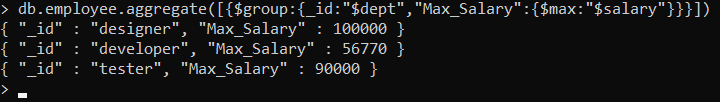 > db.employee.aggregate([{$group:{_id:"$dept","Max_Salary":{$max:"$salary"}}}])
{ "_id" : "designer", "Max_Salary" : 100000 }
{ "_id" : "developer", "Max_Salary" : 56770 }
{ "_id" : "tester", "Max_Salary" : 90000 }
> _